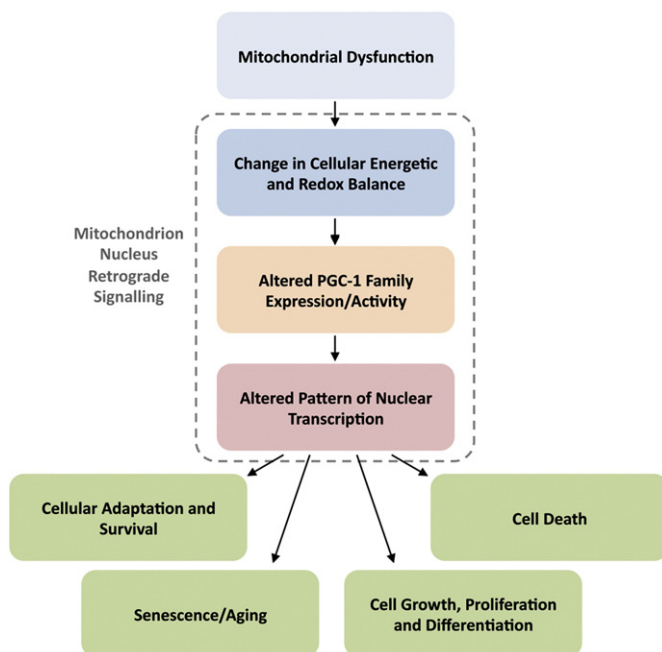 Mitochondrial Dysfunction
Change in Cellular Energetic
and Redox Balance
Mitochondrion
Nucleus
Retrograde
Signalling
Altered PGC-1 Family
Expression/Activity
Altered Pattern of Nuclear
Transcription
Cellular Adaptation and
Survival
Cell Death
Senescence/Aging
Cell Growth, Proliferation
and Differentiation